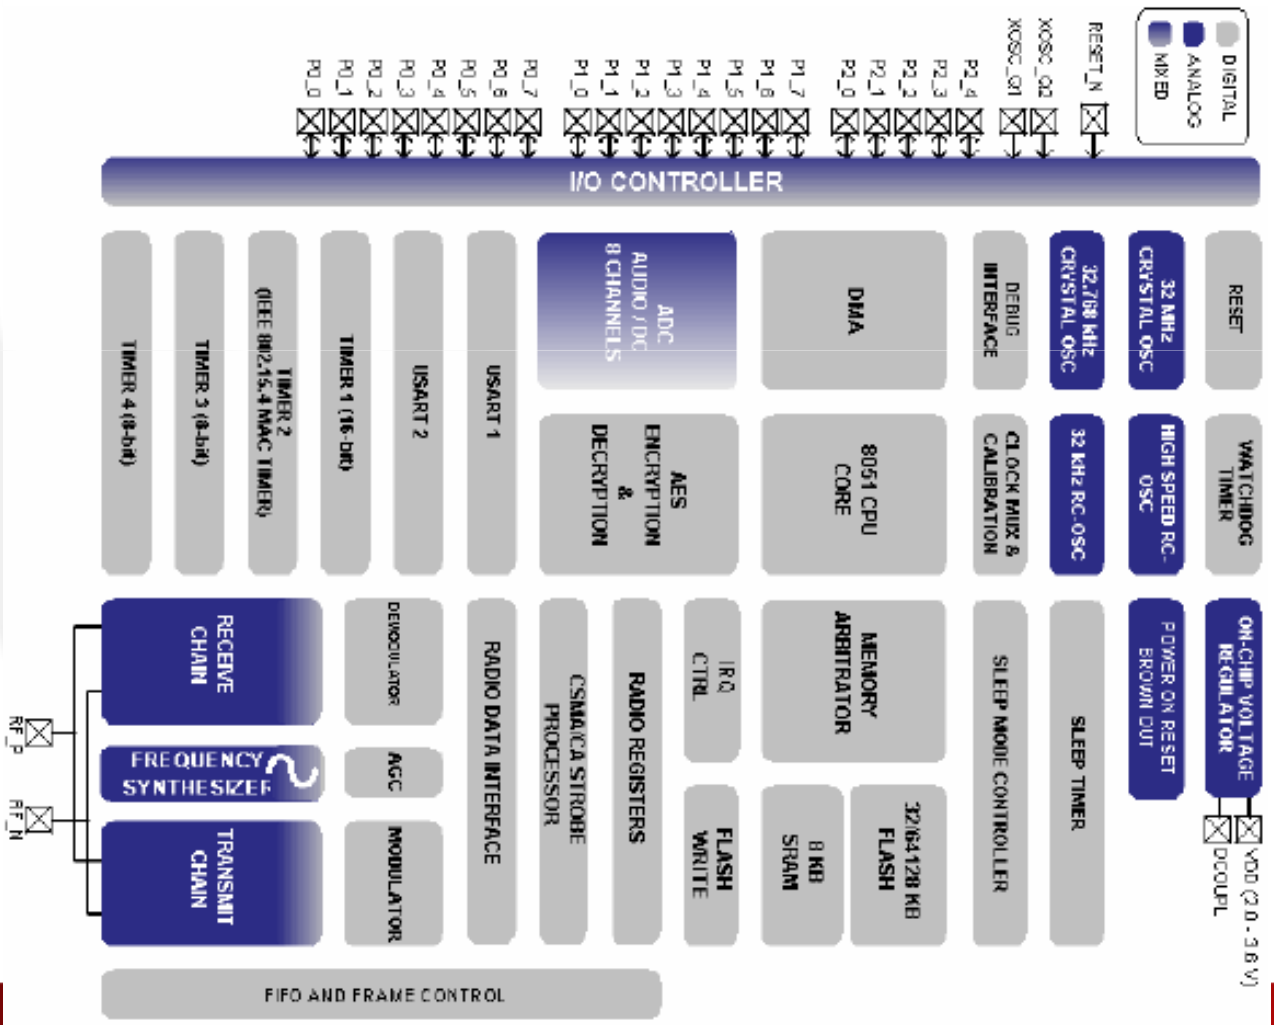 DIGITAL
ANALOG
MIXED
RESET_N
XOSC_Q2
XOSC_Q1
P2_4
P2_3
P2_2
P2_1
P2_0
P1_7
P1_6
P1_5
P1_4
P1_3
P1_2
P1_1
P1_0
P0_7
P0_6
P0_5
P0_4
P0_3
P0_2
P0_1
P0_0
I/O CONTROLLER
RESET
WATCHDOG
TIMER
ON-CHIP VOLTAGE
REGULATOR
VDD (2.0 - 3.6 V)
DCOUPL
32 MHz
CRYSTAL OSC
HIGH SPEED RC-
OSC
POWER ON RESET
BROWN OUT
32.768 kHz
CRYSTAL OSC
32 kHz RC-OSC
SLEEP TIMER
DEBUG
INTERFACE
CLOCK MUX &
CALIBRATION
SLEEP MODE CONTROLLER
DMA
8051 CPU
CORE
MEMORY
ARBITRATOR
32/64128 KB
FLASH
8 KB
SRAM
ADC
AUDIO / DC
8 CHANNELS
AES
ENCRYPTION
&
DECRYPTION
IRQ
CTRL
FLASH
WRITE
RADIO REGISTERS
CSMA/CA STROBE
PROCESSOR
USART 1
RADIO DATA INTERFACE
USART 2
TIMER 1 (16-bit)
TIMER 2
(IEEE 802.15.4 MAC TIMER)
TIMER 3 (8-bit)
TIMER 4 (8-bit)
DEMODULATOR
AGC
MODULATOR
RECEIVE
CHAIN
FREQUENCY
SYNTHESIZER
TRANSMIT
CHAIN
RF_P
RF_N
FIFO AND FRAME CONTROL